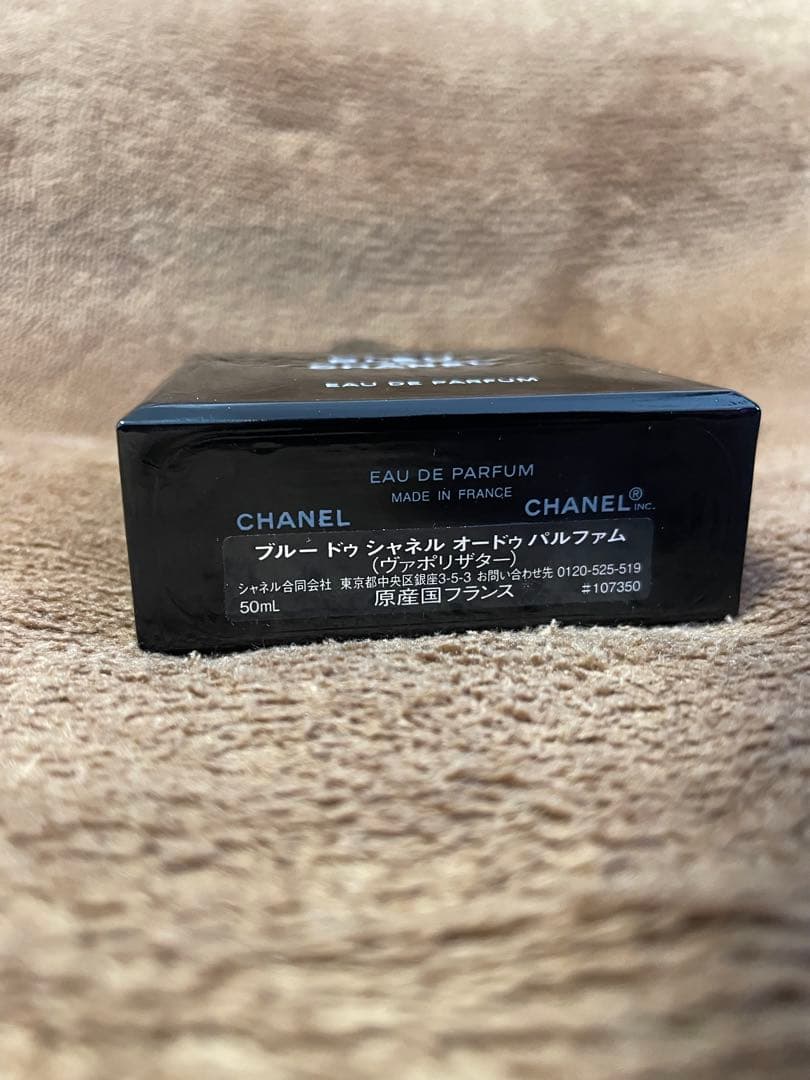 CHANEL
EAU DE PARFUM
EAU DE PARFUM
MADE IN FRANCE
CHANEL
CHANEL® INC.
ブルー ドゥ シャネル オードゥ パルファム
(ヴァポリザター)
シャネル合同会社 東京都中央区銀座3-5-3 お問い合わせ先 0120-525-519
50mL 原産国フランス #107350